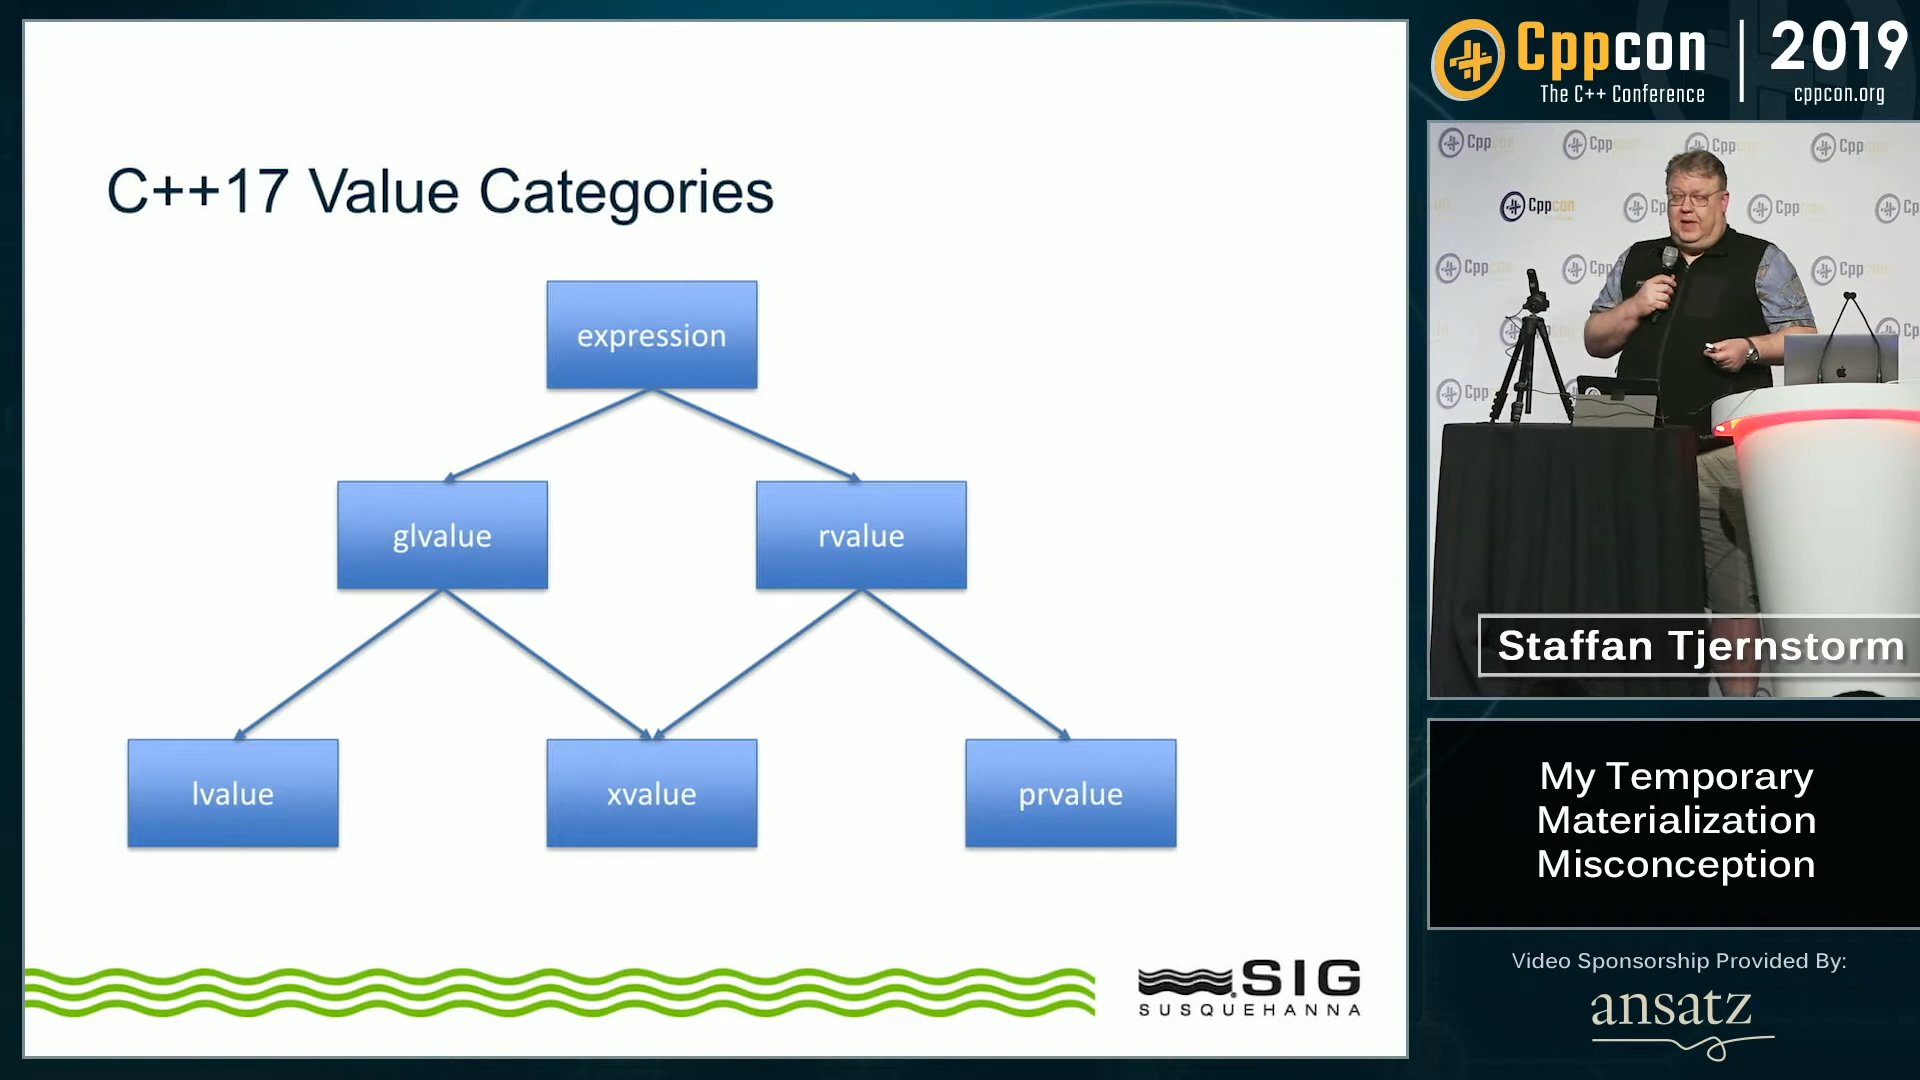 C++17 Value Categories
expression
glvalue
rvalue
lvalue
xvalue
prvalue
SIG
SUSQUEHANNA
Cppcon
The C++ Conference
2019
cppcon.org
Cppcon
Staffan Tjernstorm
My Temporary
Materialization
Misconception
Video Sponsorship Provided By:
ansatz